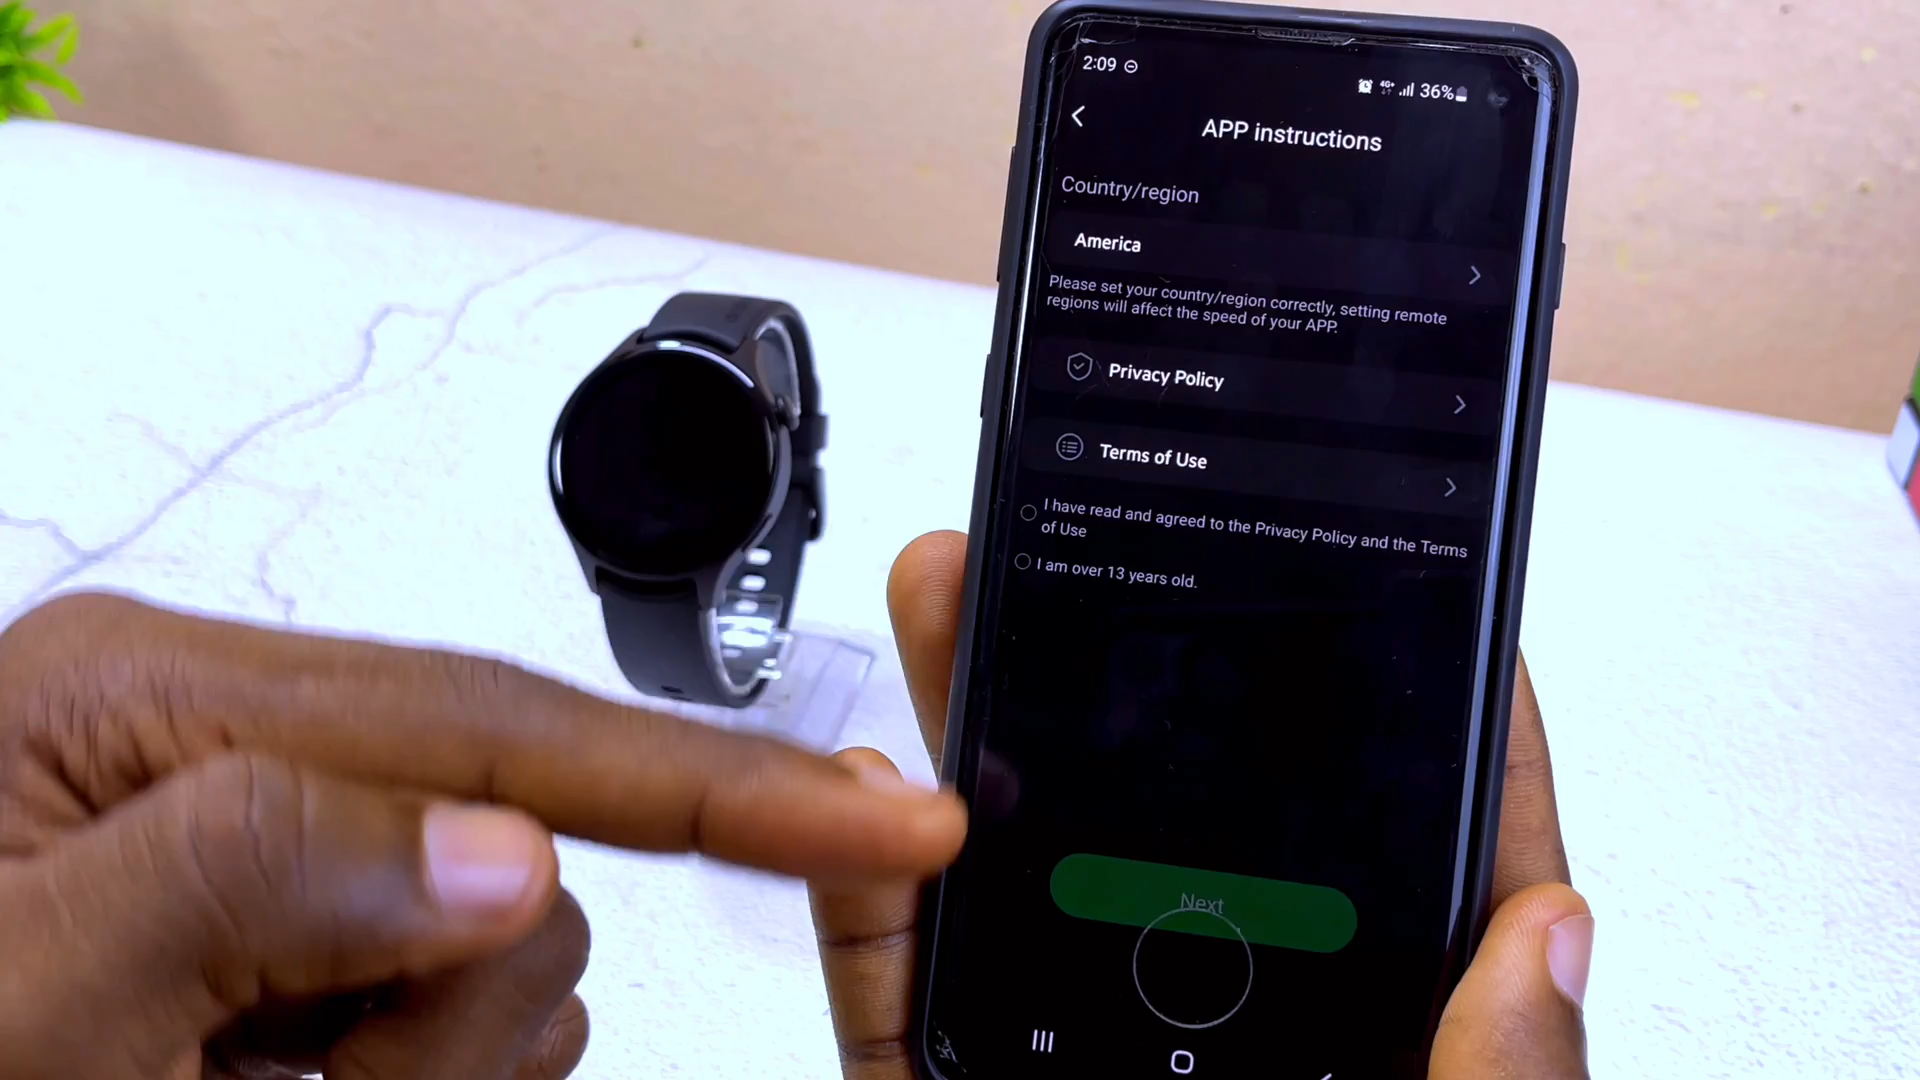 2:09
4G+ 36%
APP instructions
Country/region
America
Please set your country/region correctly, setting remote
regions will affect the speed of your APP.
Privacy Policy
Terms of Use
I have read and agreed to the Privacy Policy and the Terms
of Use
I am over 13 years old.
Next